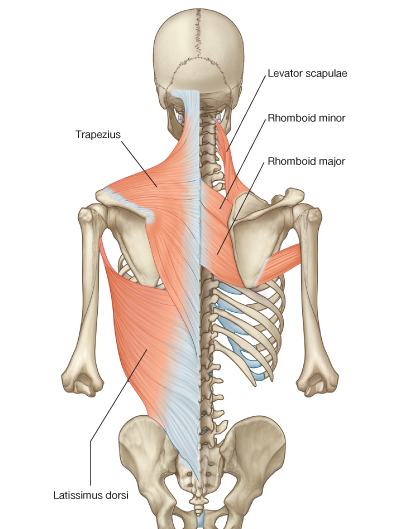 Levator scapulae
Rhomboid minor
Trapezius
Rhomboid major
Latissimus dorsi